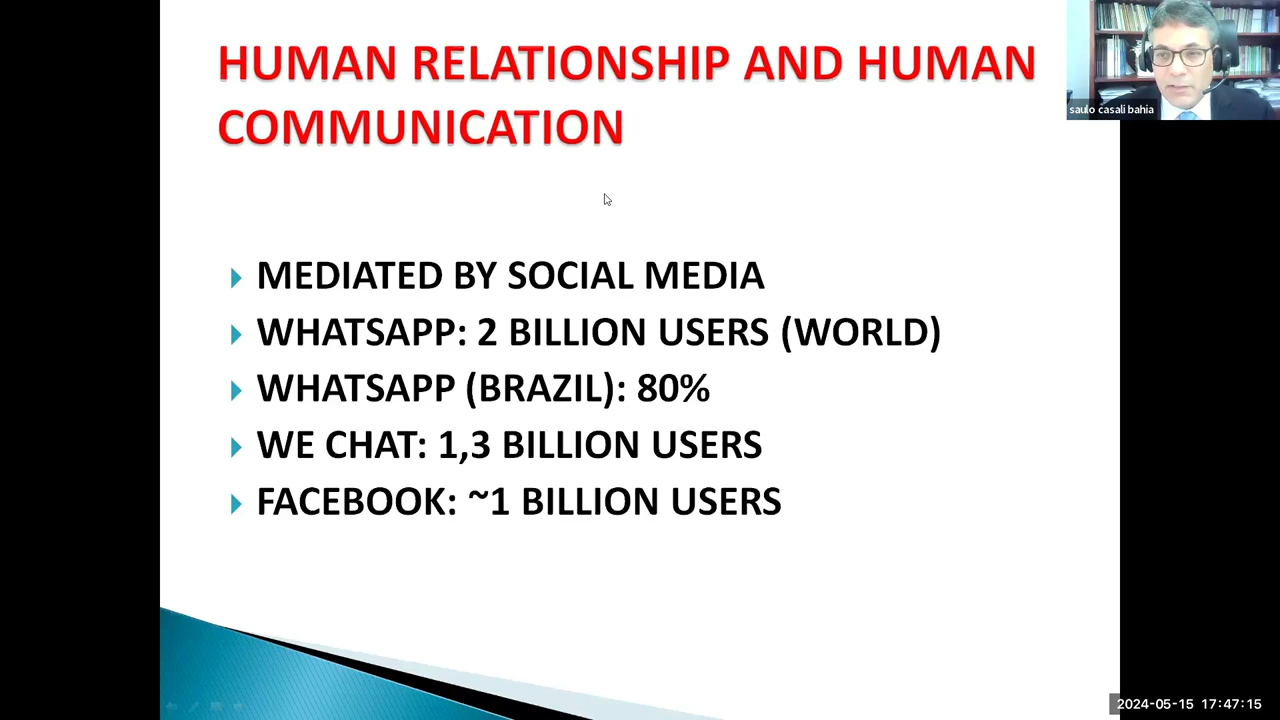 HUMAN RELATIONSHIP AND HUMAN
COMMUNICATION
saulo casali bahia
MEDIATED BY SOCIAL MEDIA
WHATSAPP: 2 BILLION USERS (WORLD)
WHATSAPP (BRAZIL): 80%
WE CHAT: 1,3 BILLION USERS
FACEBOOK: ~1 BILLION USERS
2024-05-15 17:47:15